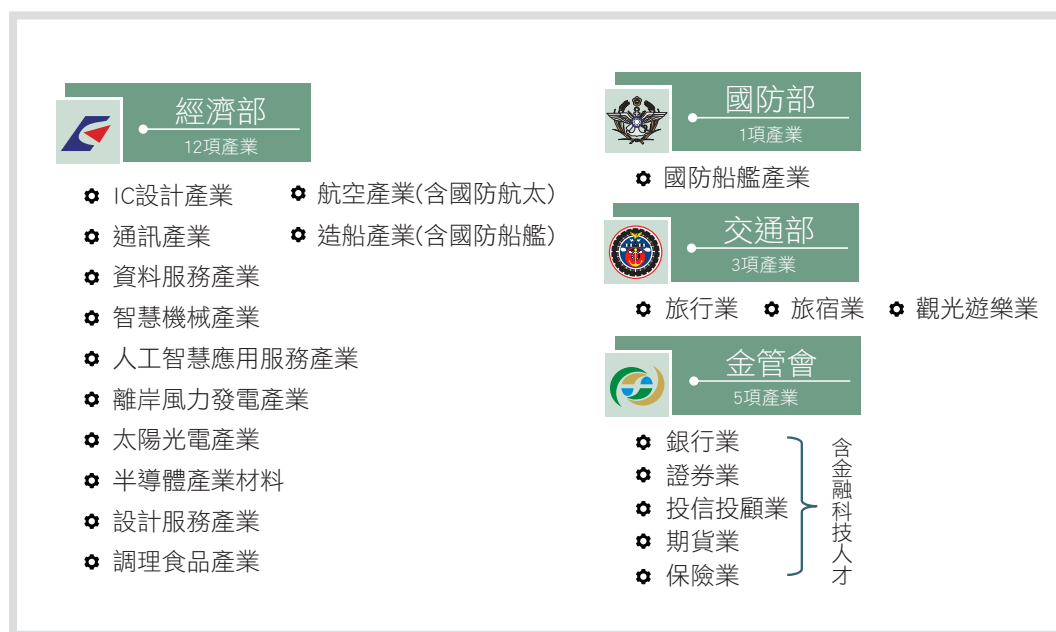 經濟部
12項產業
IC設計產業
通訊產業
資料服務產業
智慧機械產業
人工智慧應用服務產業
離岸風力發電產業
太陽光電產業
半導體產業材料
設計服務產業
調理食品產業
航空產業(含國防航太)
造船產業(含國防船艦)
國防部
1項產業
國防船艦產業
交通部
3項產業
旅行業 旅宿業 觀光遊樂業
金管會
5項產業
銀行業
證券業
投信投顧業
期貨業
保險業
含金融科技人才